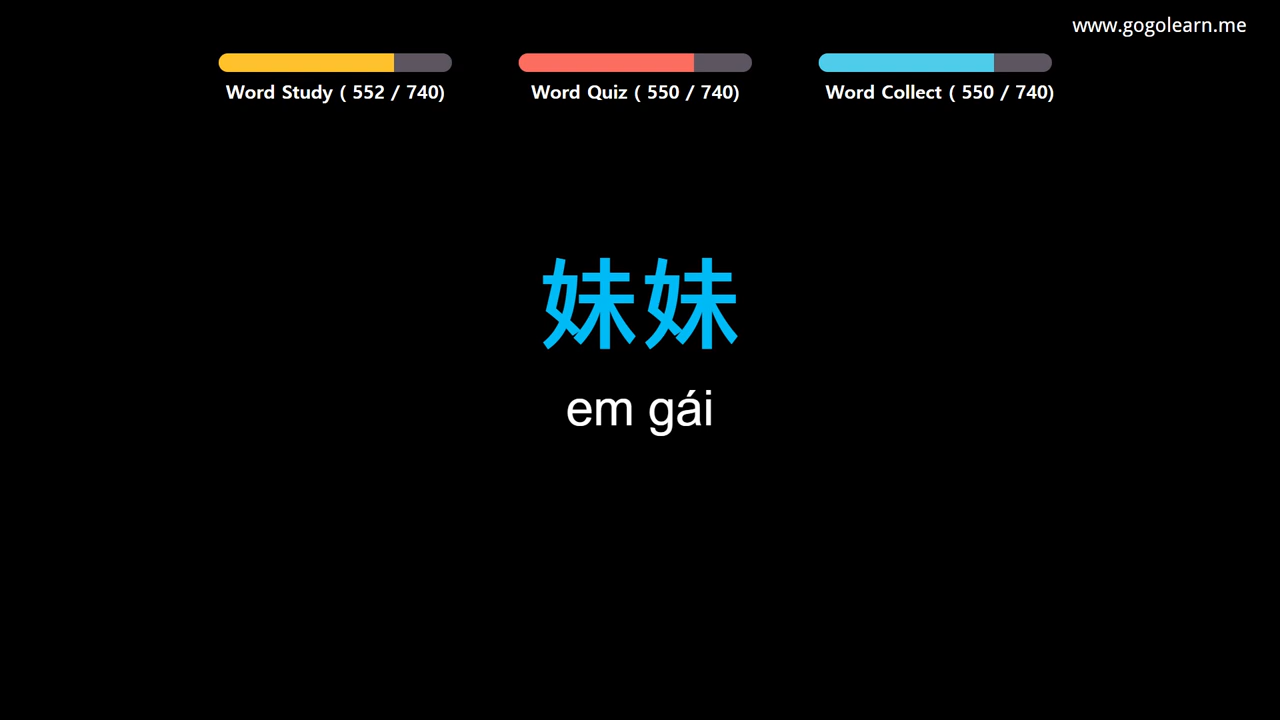 www.gogolearn.me
Word Study ( 552 / 740)
Word Quiz ( 550 / 740)
Word Collect ( 550 / 740)
妹妹
em gái